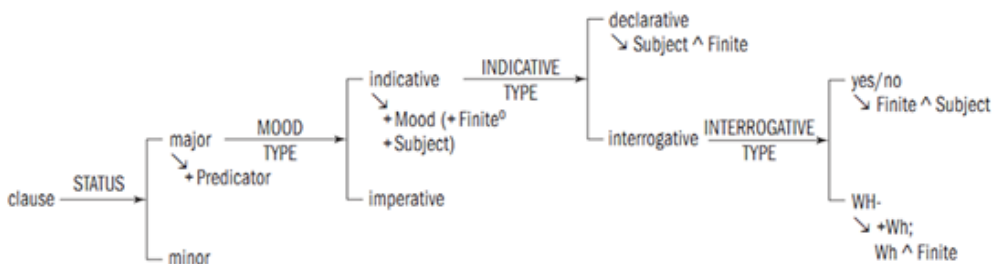 declarative
↘ Subject ^ Finite
INDICATIVE
TYPE
indicative
↘
+ Mood (+ Finite⁰
+ Subject)
yes/no
↘ Finite ^ Subject
interrogative
INTERROGATIVE
TYPE
major
↘
+ Predicator
MOOD
TYPE
clause
STATUS
imperative
WH-
↘ +Wh;
Wh ^ Finite
minor